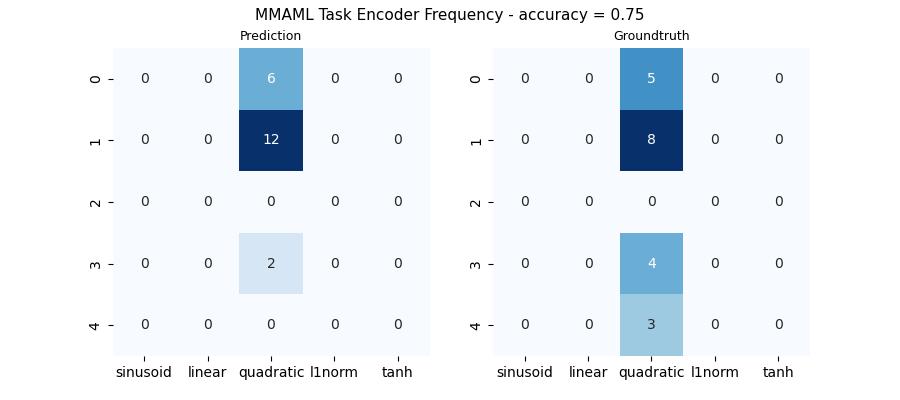 MMAML Task Encoder Frequency - accuracy = 0.75
Prediction
0 0 0 6 0 0
1 0 0 12 0 0
2 0 0 0 0 0
3 0 0 2 0 0
4 0 0 0 0 0
sinusoid linear quadratic l1norm tanh
Groundtruth
0 0 0 5 0 0
1 0 0 8 0 0
2 0 0 0 0 0
3 0 0 4 0 0
4 0 0 3 0 0
sinusoid linear quadratic l1norm tanh